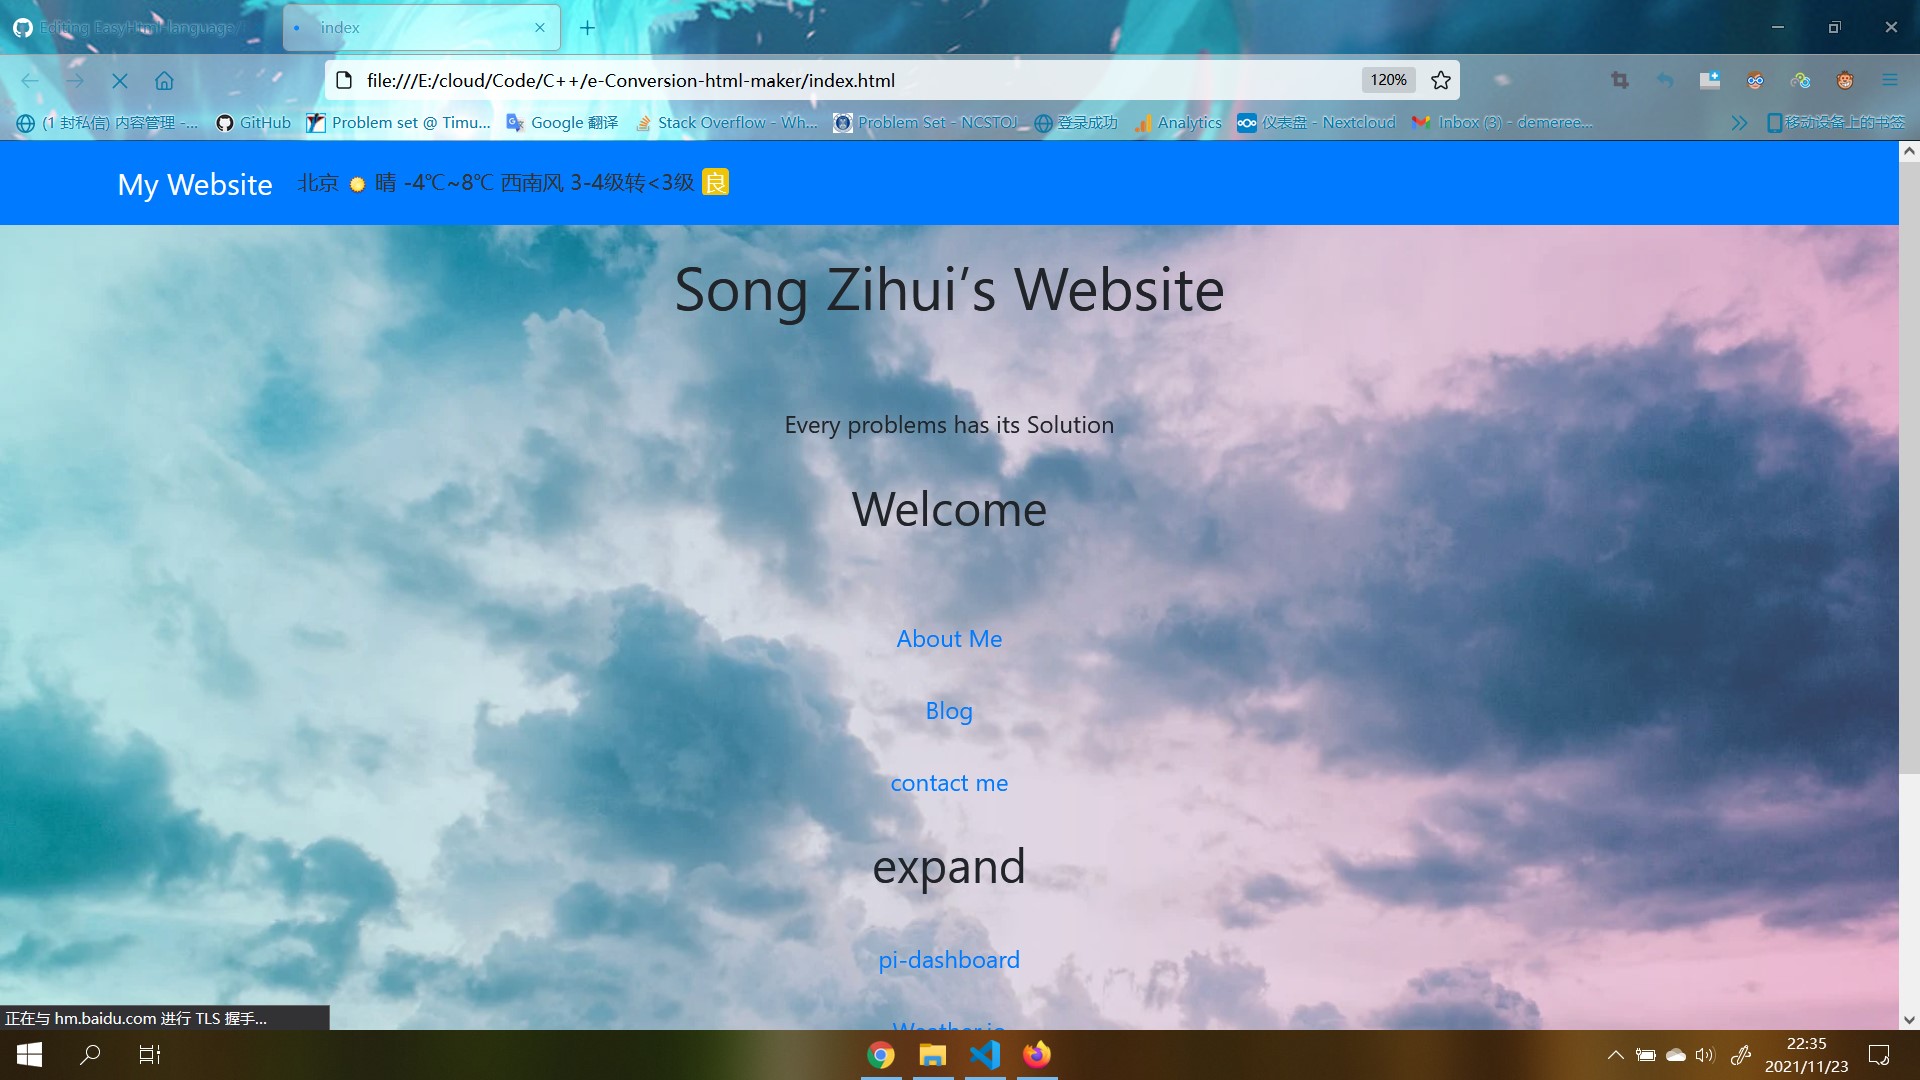 Editing EasyHtml-language/
index
file:///E:/cloud/Code/C++/e-Conversion-html-maker/index.html
120%
(1 封私信) 内容管理 -...
GitHub
Problem set @ Timu...
Google 翻译
Stack Overflow - Wh...
Problem Set - NCSTOJ
登录成功
Analytics
仪表盘 - Nextcloud
Inbox (3) - demeree...
移动设备上的书签
My Website
北京 晴 -4℃~8℃ 西南风 3-4级转<3级 良
Song Zihui’s Website
Every problems has its Solution
Welcome
About Me
Blog
contact me
expand
pi-dashboard
正在与 hm.baidu.com 进行 TLS 握手...
22:35
2021/11/23